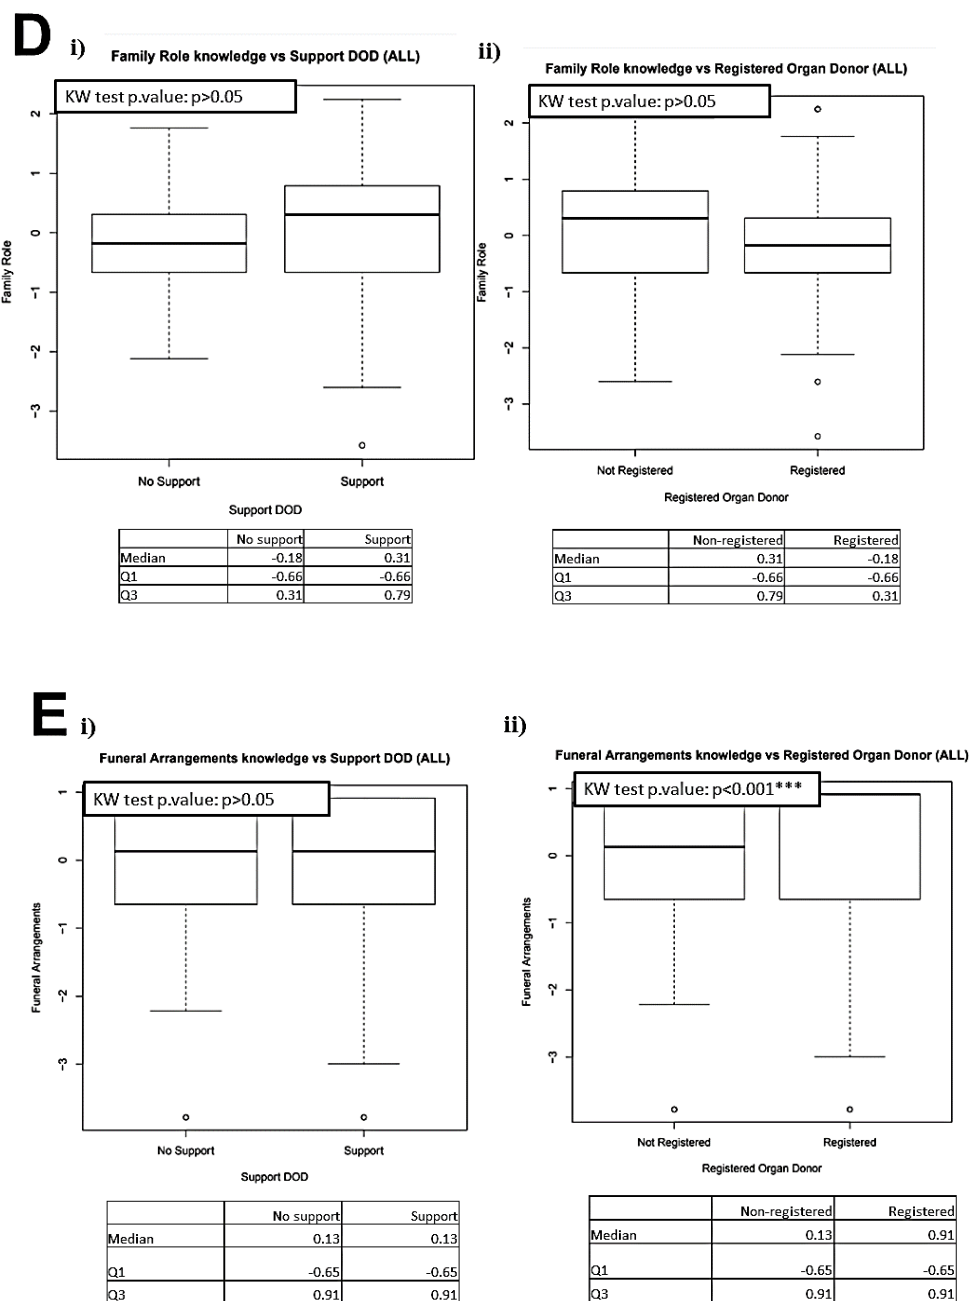 D
i)
Family Role knowledge vs Support DOD (ALL)
KW test p.value: p>0.05
2
1
0
-1
-2
-3
Family Role
No Support Support
Support DOD
No support Support
Median -0.18 0.31
Q1 -0.66 -0.66
Q3 0.31 0.79
ii)
Family Role knowledge vs Registered Organ Donor (ALL)
KW test p.value: p>0.05
2
1
0
-1
-2
-3
Family Role
Not Registered Registered
Registered Organ Donor
Non-registered Registered
Median 0.31 -0.18
Q1 -0.66 -0.66
Q3 0.79 0.31
E
i)
Funeral Arrangements knowledge vs Support DOD (ALL)
KW test p.value: p>0.05
1
0
-1
-2
-3
Funeral Arrangements
No Support Support
Support DOD
No support Support
Median 0.13 0.13
Q1 -0.65 -0.65
Q3 0.91 0.91
ii)
Funeral Arrangements knowledge vs Registered Organ Donor (ALL)
KW test p.value: p<0.001***
1
0
-1
-2
-3
Funeral Arrangements
Not Registered Registered
Registered Organ Donor
Non-registered Registered
Median 0.13 0.91
Q1 -0.65 -0.65
Q3 0.91 0.91